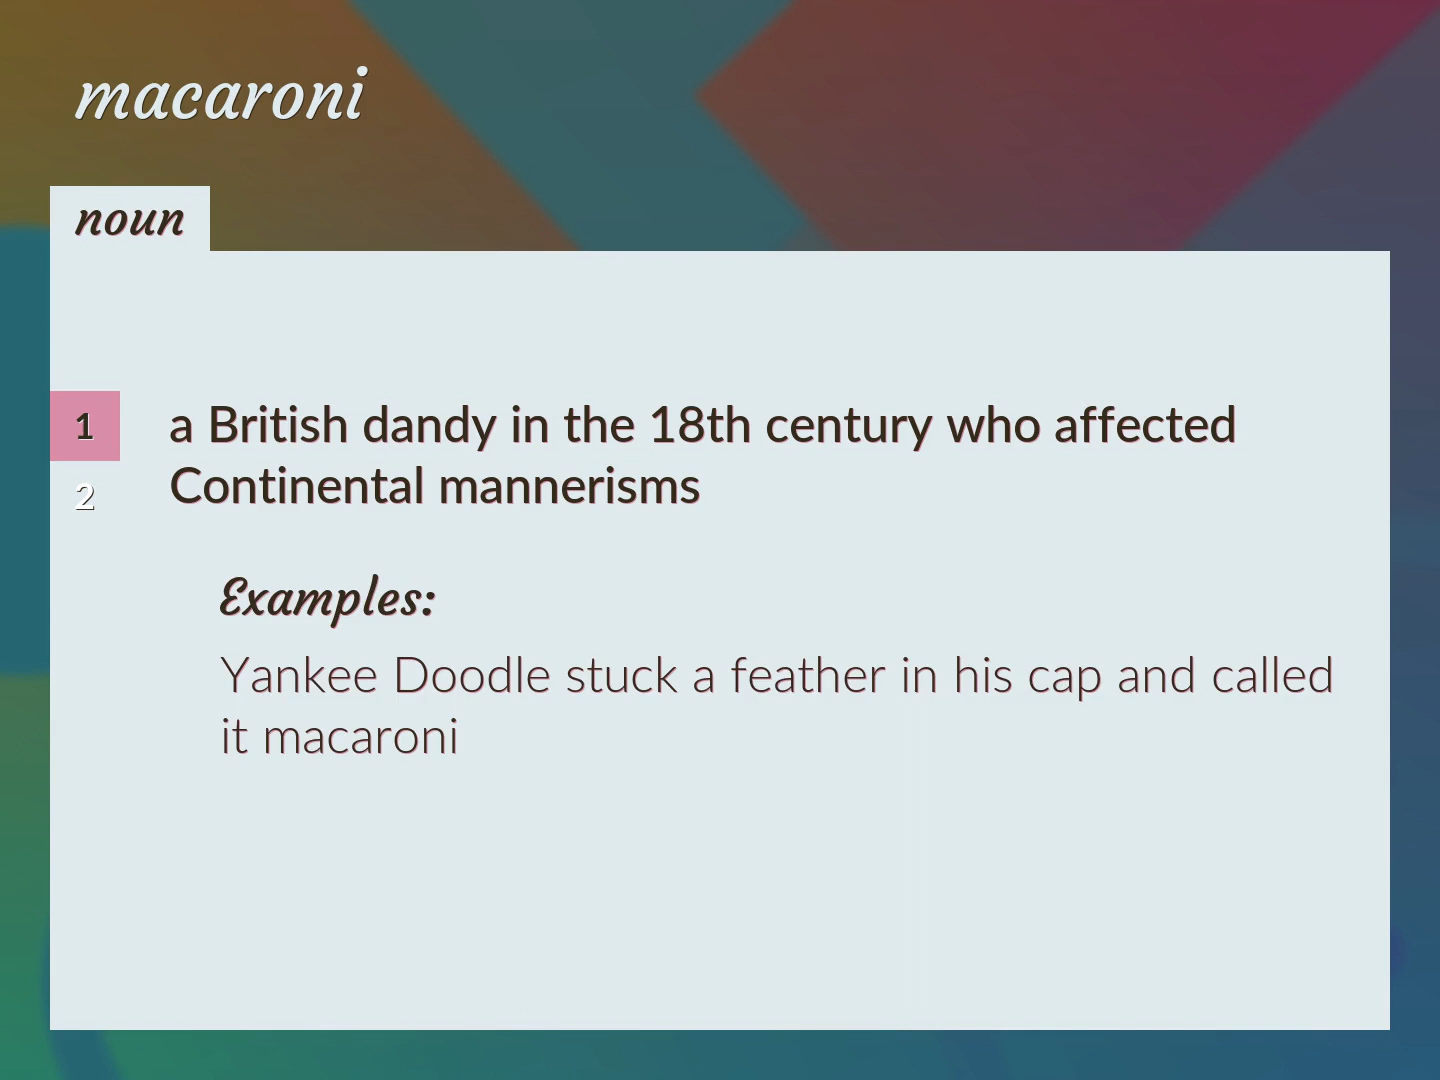 macaroni
noun
1
a British dandy in the 18th century who affected
2
Continental mannerisms
Examples:
Yankee Doodle stuck a feather in his cap and called
it macaroni